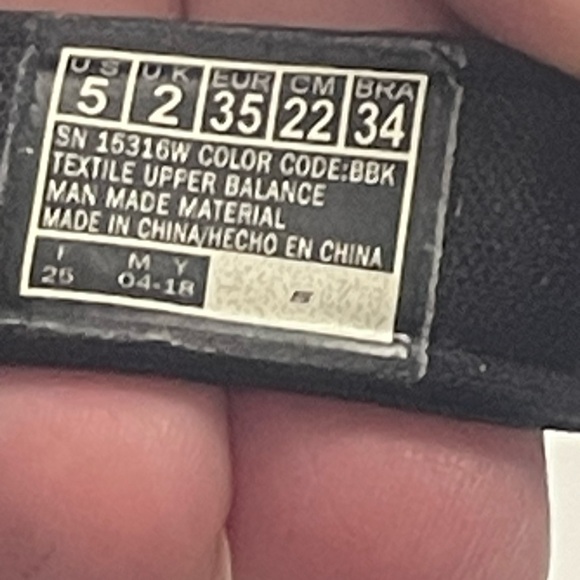 US UK EUR CM BRA
5 2 35 22 34
SN 15316W COLOR CODE:BBK
TEXTILE UPPER BALANCE
MAN MADE MATERIAL
MADE IN CHINA/HECHO EN CHINA
M Y
25 04-18